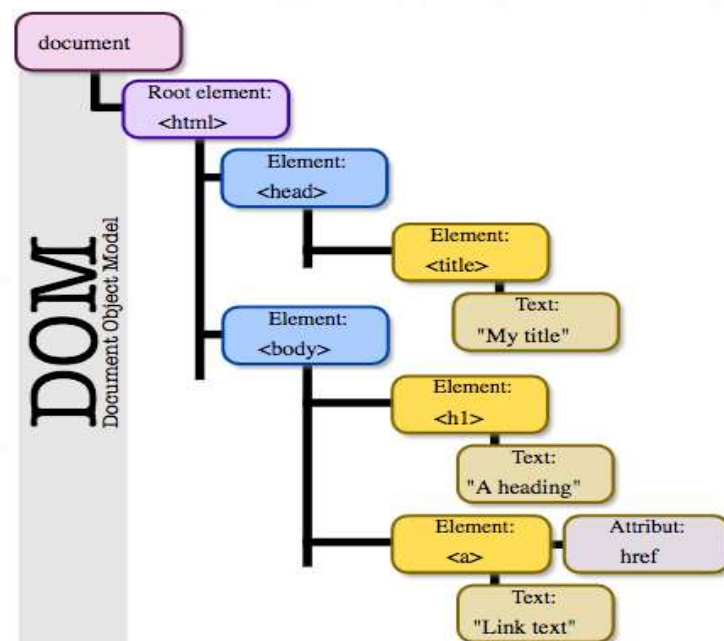 document
Root element:
<html>
Element:
<head>
Element:
<title>
Text:
"My title"
Element:
<body>
Element:
<h1>
Text:
"A heading"
Element:
<a>
Attribut:
href
Text:
"Link text"
DOM
Document Object Model